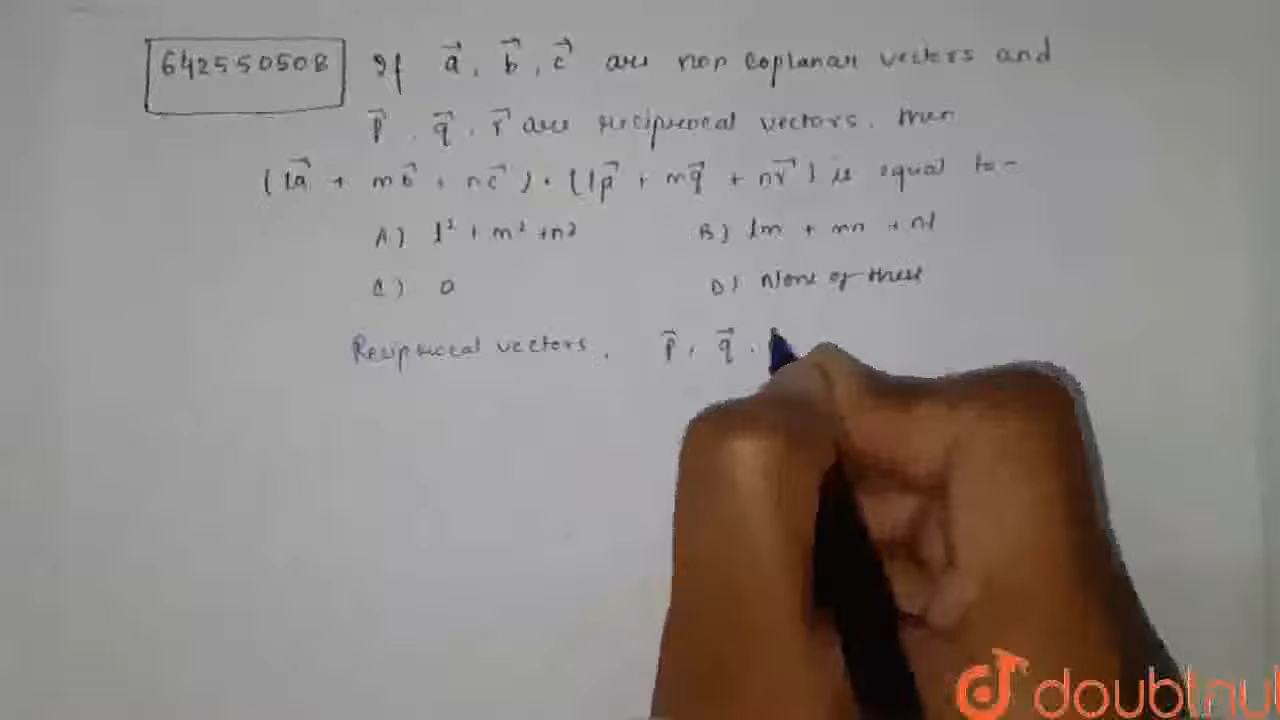 642550508 If a⃗, b⃗, c⃗ are non coplanar vectors and
p⃗, q⃗, r⃗ are reciprocal vectors, then
(la⃗ + mb⃗ + nc⃗) · (lp⃗ + mq⃗ + nr⃗) is equal to-
A) l² + m² + n² B) lm + mn + nl
C) 0 D) None of these
Reciprocal vectors, p⃗, q⃗,
doubtnut